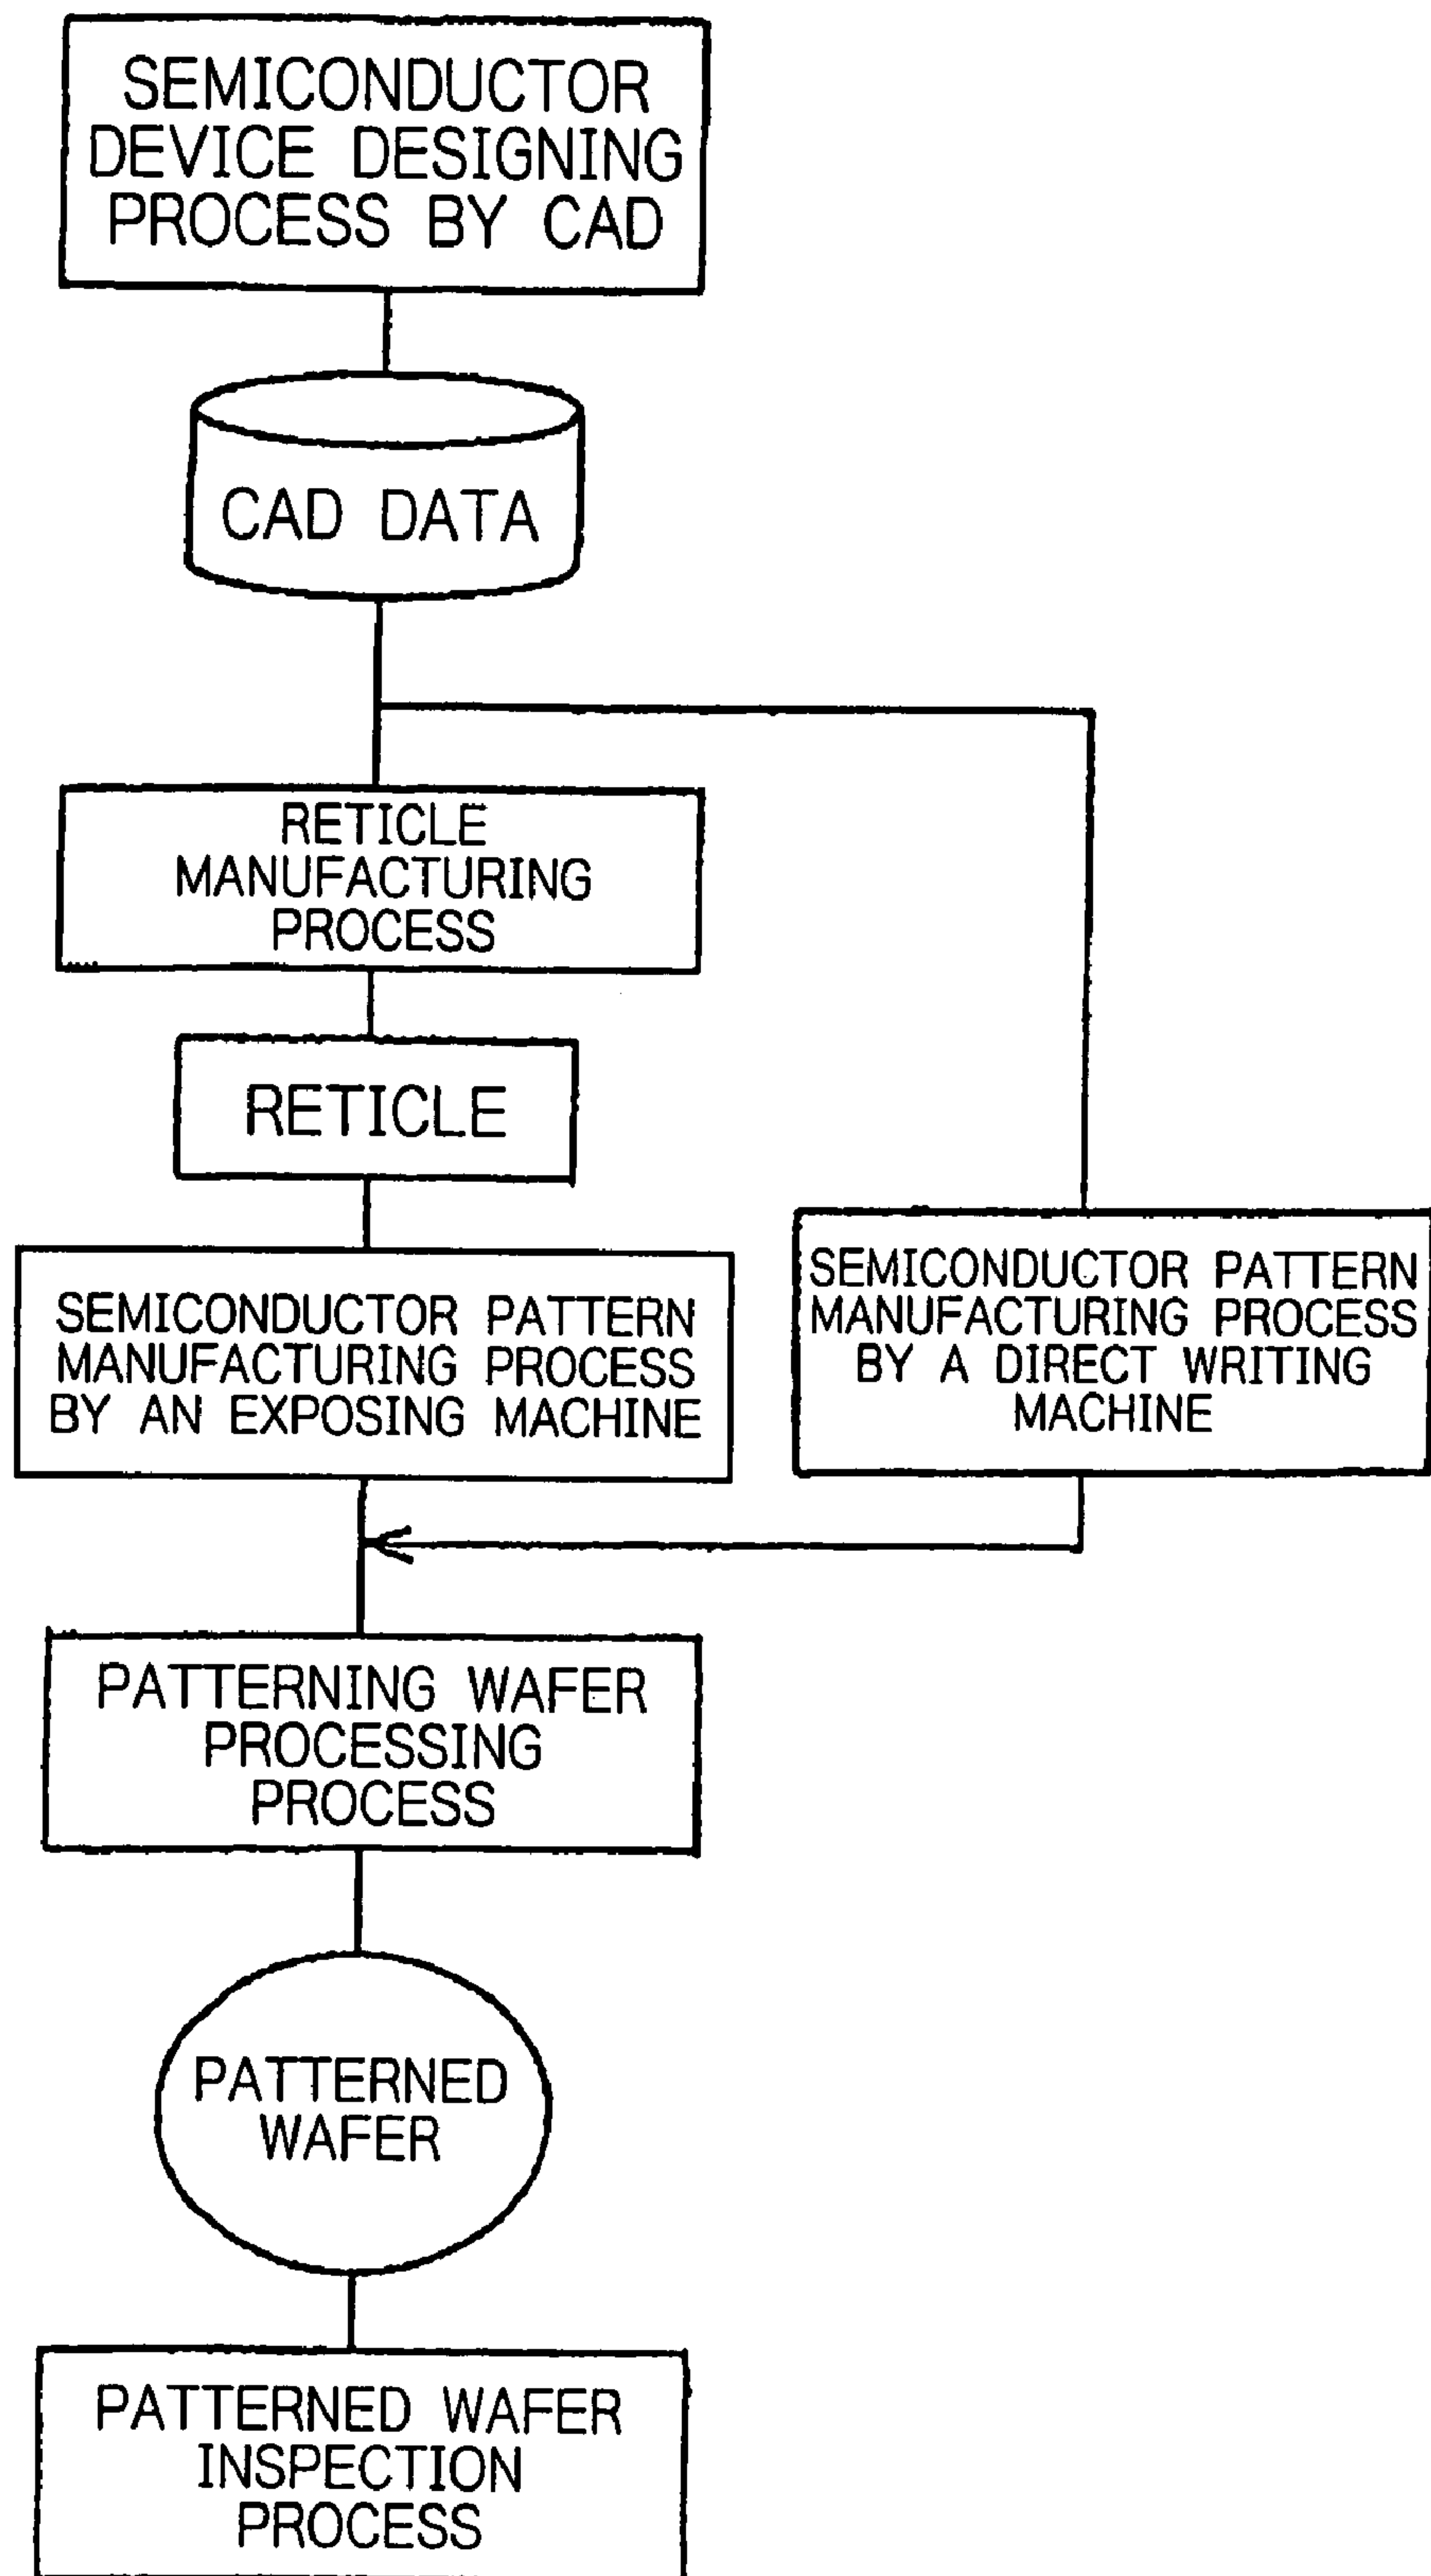 SEMICONDUCTOR
DEVICE DESIGNING
PROCESS BY CAD
CAD DATA
RETICLE
MANUFACTURING
PROCESS
RETICLE
SEMICONDUCTOR PATTERN
MANUFACTURING PROCESS
BY AN EXPOSING MACHINE
SEMICONDUCTOR PATTERN
MANUFACTURING PROCESS
BY A DIRECT WRITING
MACHINE
PATTERNING WAFER
PROCESSING
PROCESS
PATTERNED
WAFER
PATTERNED WAFER
INSPECTION
PROCESS